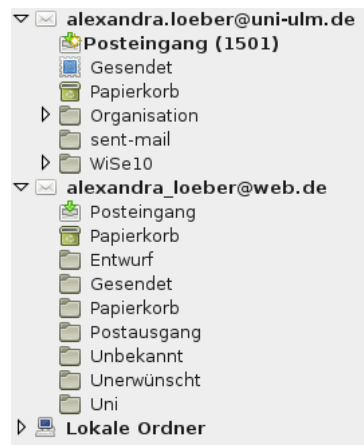 alexandra.loeber@uni-ulm.de
Posteingang (1501)
Gesendet
Papierkorb
Organisation
sent-mail
WiSe10
alexandra_loeber@web.de
Posteingang
Papierkorb
Entwurf
Gesendet
Papierkorb
Postausgang
Unbekannt
Unerwünscht
Uni
Lokale Ordner